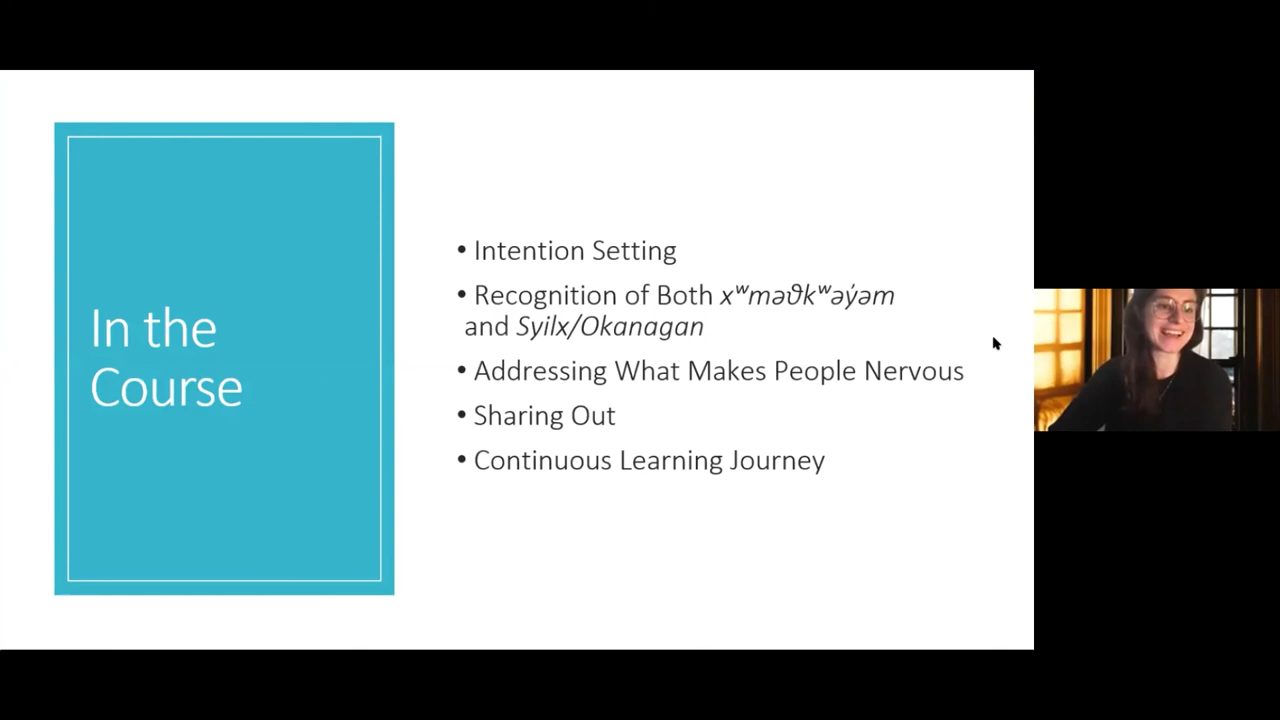 In the
Course
• Intention Setting
• Recognition of Both xʷməϑkʷəy̓əm
and Syilx/Okanagan
• Addressing What Makes People Nervous
• Sharing Out
• Continuous Learning Journey